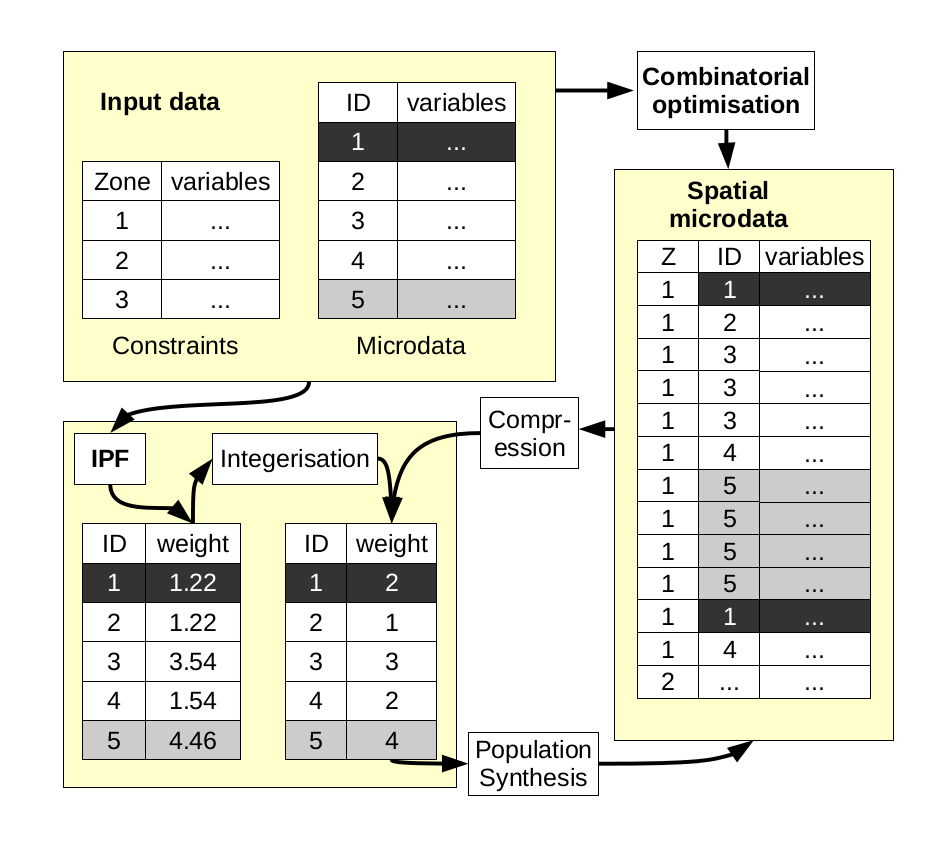 Input data
Zone variables
1 ...
2 ...
3 ...
Constraints
ID variables
1 ...
2 ...
3 ...
4 ...
5 ...
Microdata
Combinatorial
optimisation
Spatial
microdata
Z ID variables
1 1 ...
1 2 ...
1 3 ...
1 3 ...
1 3 ...
1 4 ...
1 5 ...
1 5 ...
1 5 ...
1 5 ...
1 1 ...
1 4 ...
2 ... ...
Compr-
ession
IPF
Integerisation
ID weight
1 1.22
2 1.22
3 3.54
4 1.54
5 4.46
ID weight
1 2
2 1
3 3
4 2
5 4
Population
Synthesis